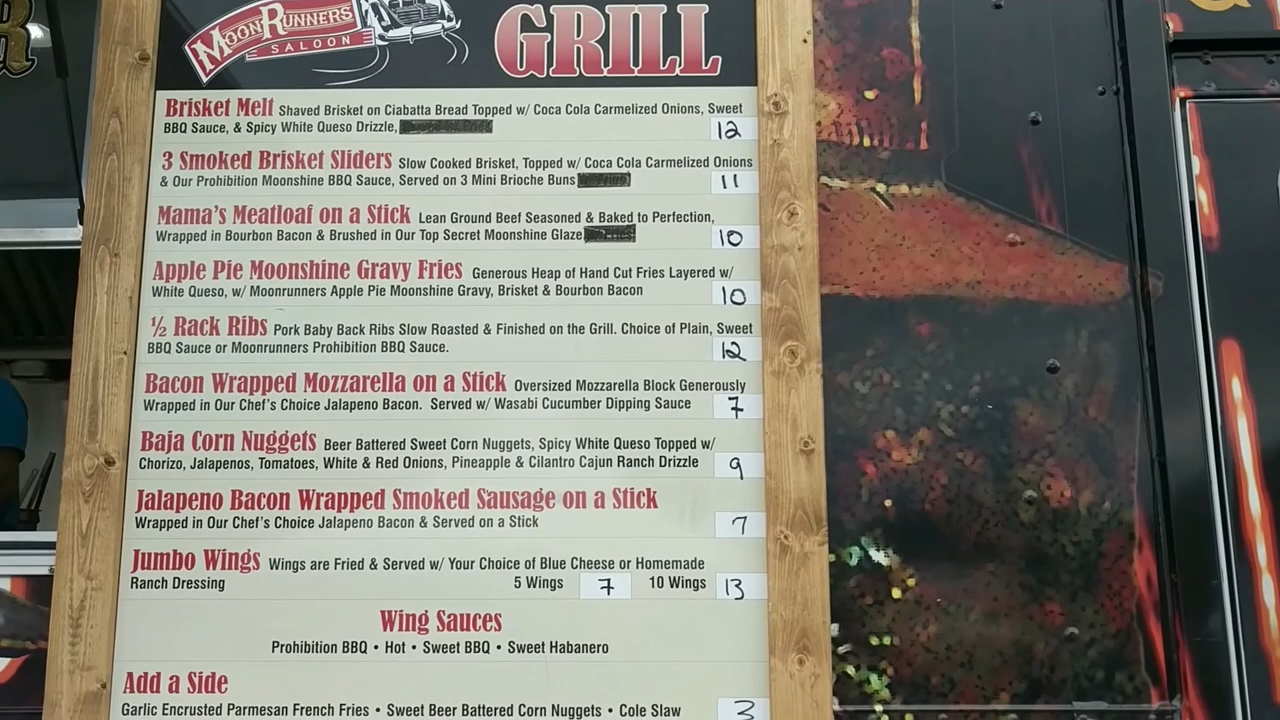 MoonRunners
SALOON
GRILL
Brisket Melt Shaved Brisket on Ciabatta Bread Topped w/ Coca Cola Carmelized Onions, Sweet
BBQ Sauce, & Spicy White Queso Drizzle,
12
3 Smoked Brisket Sliders Slow Cooked Brisket, Topped w/ Coca Cola Carmelized Onions
& Our Prohibition Moonshine BBQ Sauce, Served on 3 Mini Brioche Buns
11
Mama's Meatloaf on a Stick Lean Ground Beef Seasoned & Baked to Perfection,
Wrapped in Bourbon Bacon & Brushed in Our Top Secret Moonshine Glaze
10
Apple Pie Moonshine Gravy Fries Generous Heap of Hand Cut Fries Layered w/
White Queso, w/ Moonrunners Apple Pie Moonshine Gravy, Brisket & Bourbon Bacon
10
½ Rack Ribs Pork Baby Back Ribs Slow Roasted & Finished on the Grill. Choice of Plain, Sweet
BBQ Sauce or Moonrunners Prohibition BBQ Sauce.
12
Bacon Wrapped Mozzarella on a Stick Oversized Mozzarella Block Generously
Wrapped in Our Chef's Choice Jalapeno Bacon. Served w/ Wasabi Cucumber Dipping Sauce
7
Baja Corn Nuggets Beer Battered Sweet Corn Nuggets, Spicy White Queso Topped w/
Chorizo, Jalapenos, Tomatoes, White & Red Onions, Pineapple & Cilantro Cajun Ranch Drizzle
9
Jalapeno Bacon Wrapped Smoked Sausage on a Stick
Wrapped in Our Chef's Choice Jalapeno Bacon & Served on a Stick
7
Jumbo Wings Wings are Fried & Served w/ Your Choice of Blue Cheese or Homemade
Ranch Dressing 5 Wings 7 10 Wings 13
Wing Sauces
Prohibition BBQ • Hot • Sweet BBQ • Sweet Habanero
Add a Side
Garlic Encrusted Parmesan French Fries • Sweet Beer Battered Corn Nuggets • Cole Slaw 3